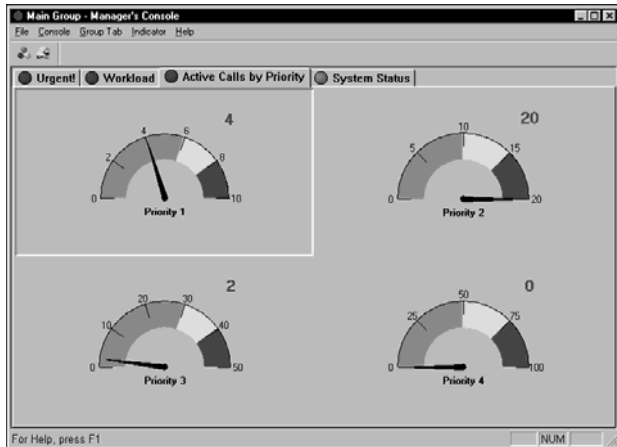 Main Group - Manager's Console
File Console Group Tab Indicator Help
Urgent! Workload Active Calls by Priority System Status
4
0 2 4 6 8 10
Priority 1
20
0 5 10 15 20
Priority 2
2
0 10 20 30 40 50
Priority 3
0
0 25 50 75 100
Priority 4
For Help, press F1 NUM